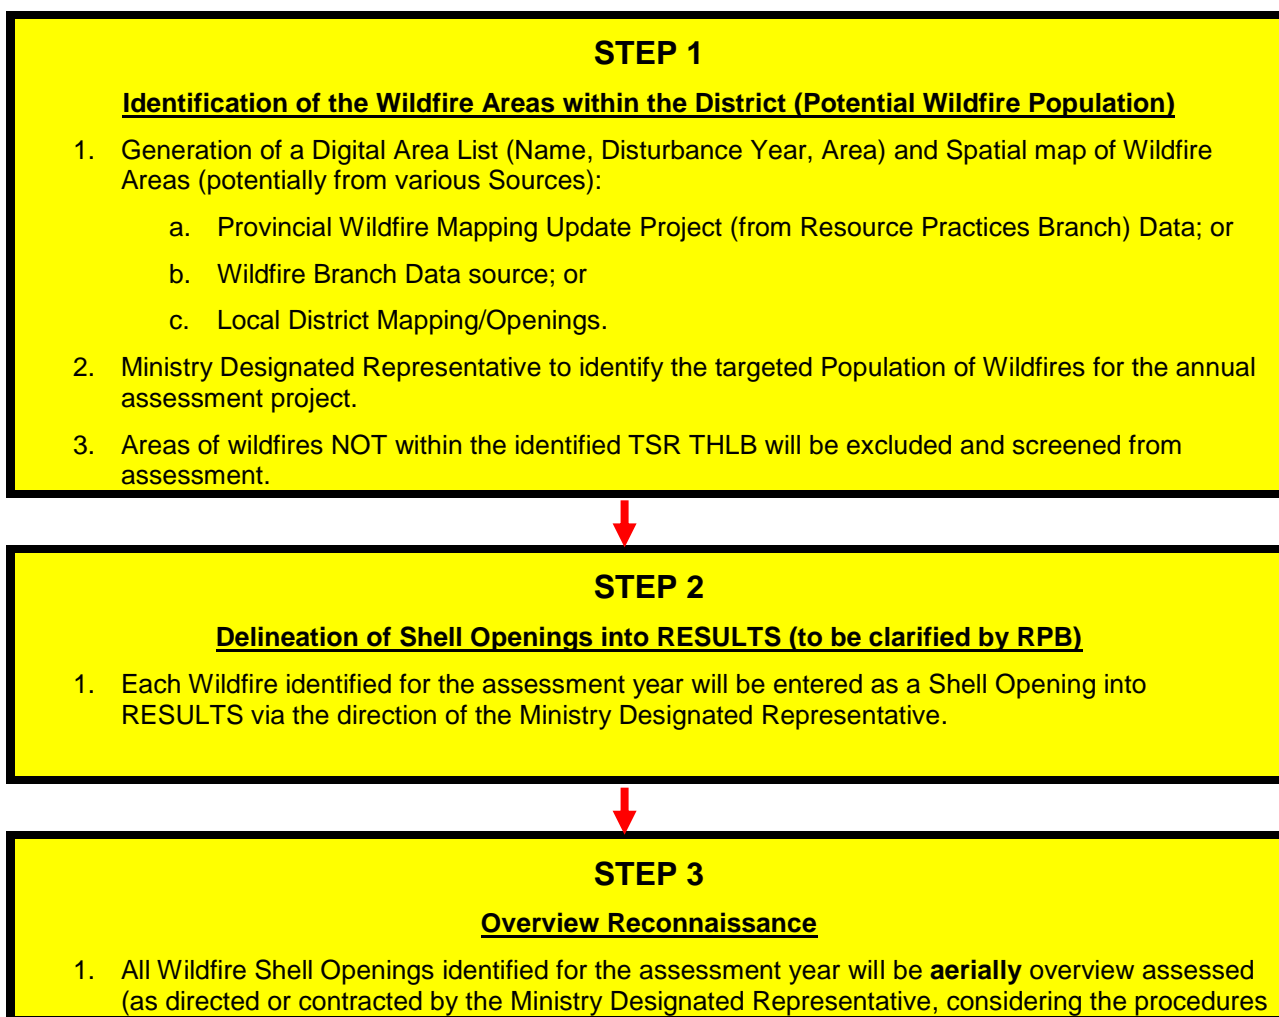 STEP 1
Identification of the Wildfire Areas within the District (Potential Wildfire Population)
1. Generation of a Digital Area List (Name, Disturbance Year, Area) and Spatial map of Wildfire
Areas (potentially from various Sources):
a. Provincial Wildfire Mapping Update Project (from Resource Practices Branch) Data; or
b. Wildfire Branch Data source; or
c. Local District Mapping/Openings.
2. Ministry Designated Representative to identify the targeted Population of Wildfires for the annual
assessment project.
3. Areas of wildfires NOT within the identified TSR THLB will be excluded and screened from
assessment.
STEP 2
Delineation of Shell Openings into RESULTS (to be clarified by RPB)
1. Each Wildfire identified for the assessment year will be entered as a Shell Opening into
RESULTS via the direction of the Ministry Designated Representative.
STEP 3
Overview Reconnaissance
1. All Wildfire Shell Openings identified for the assessment year will be aerially overview assessed
(as directed or contracted by the Ministry Designated Representative, considering the procedures